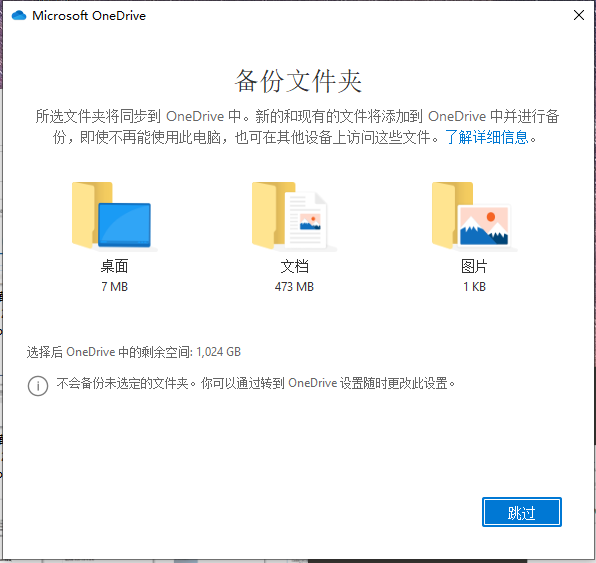 Microsoft OneDrive
备份文件夹
所选文件夹将同步到 OneDrive 中。新的和现有的文件将添加到 OneDrive 中并进行备
份，即使不再能使用此电脑，也可在其他设备上访问这些文件。了解详细信息。
桌面 文档 图片
7 MB 473 MB 1 KB
选择后 OneDrive 中的剩余空间: 1,024 GB
不会备份未选定的文件夹。你可以通过转到 OneDrive 设置随时更改此设置。
跳过